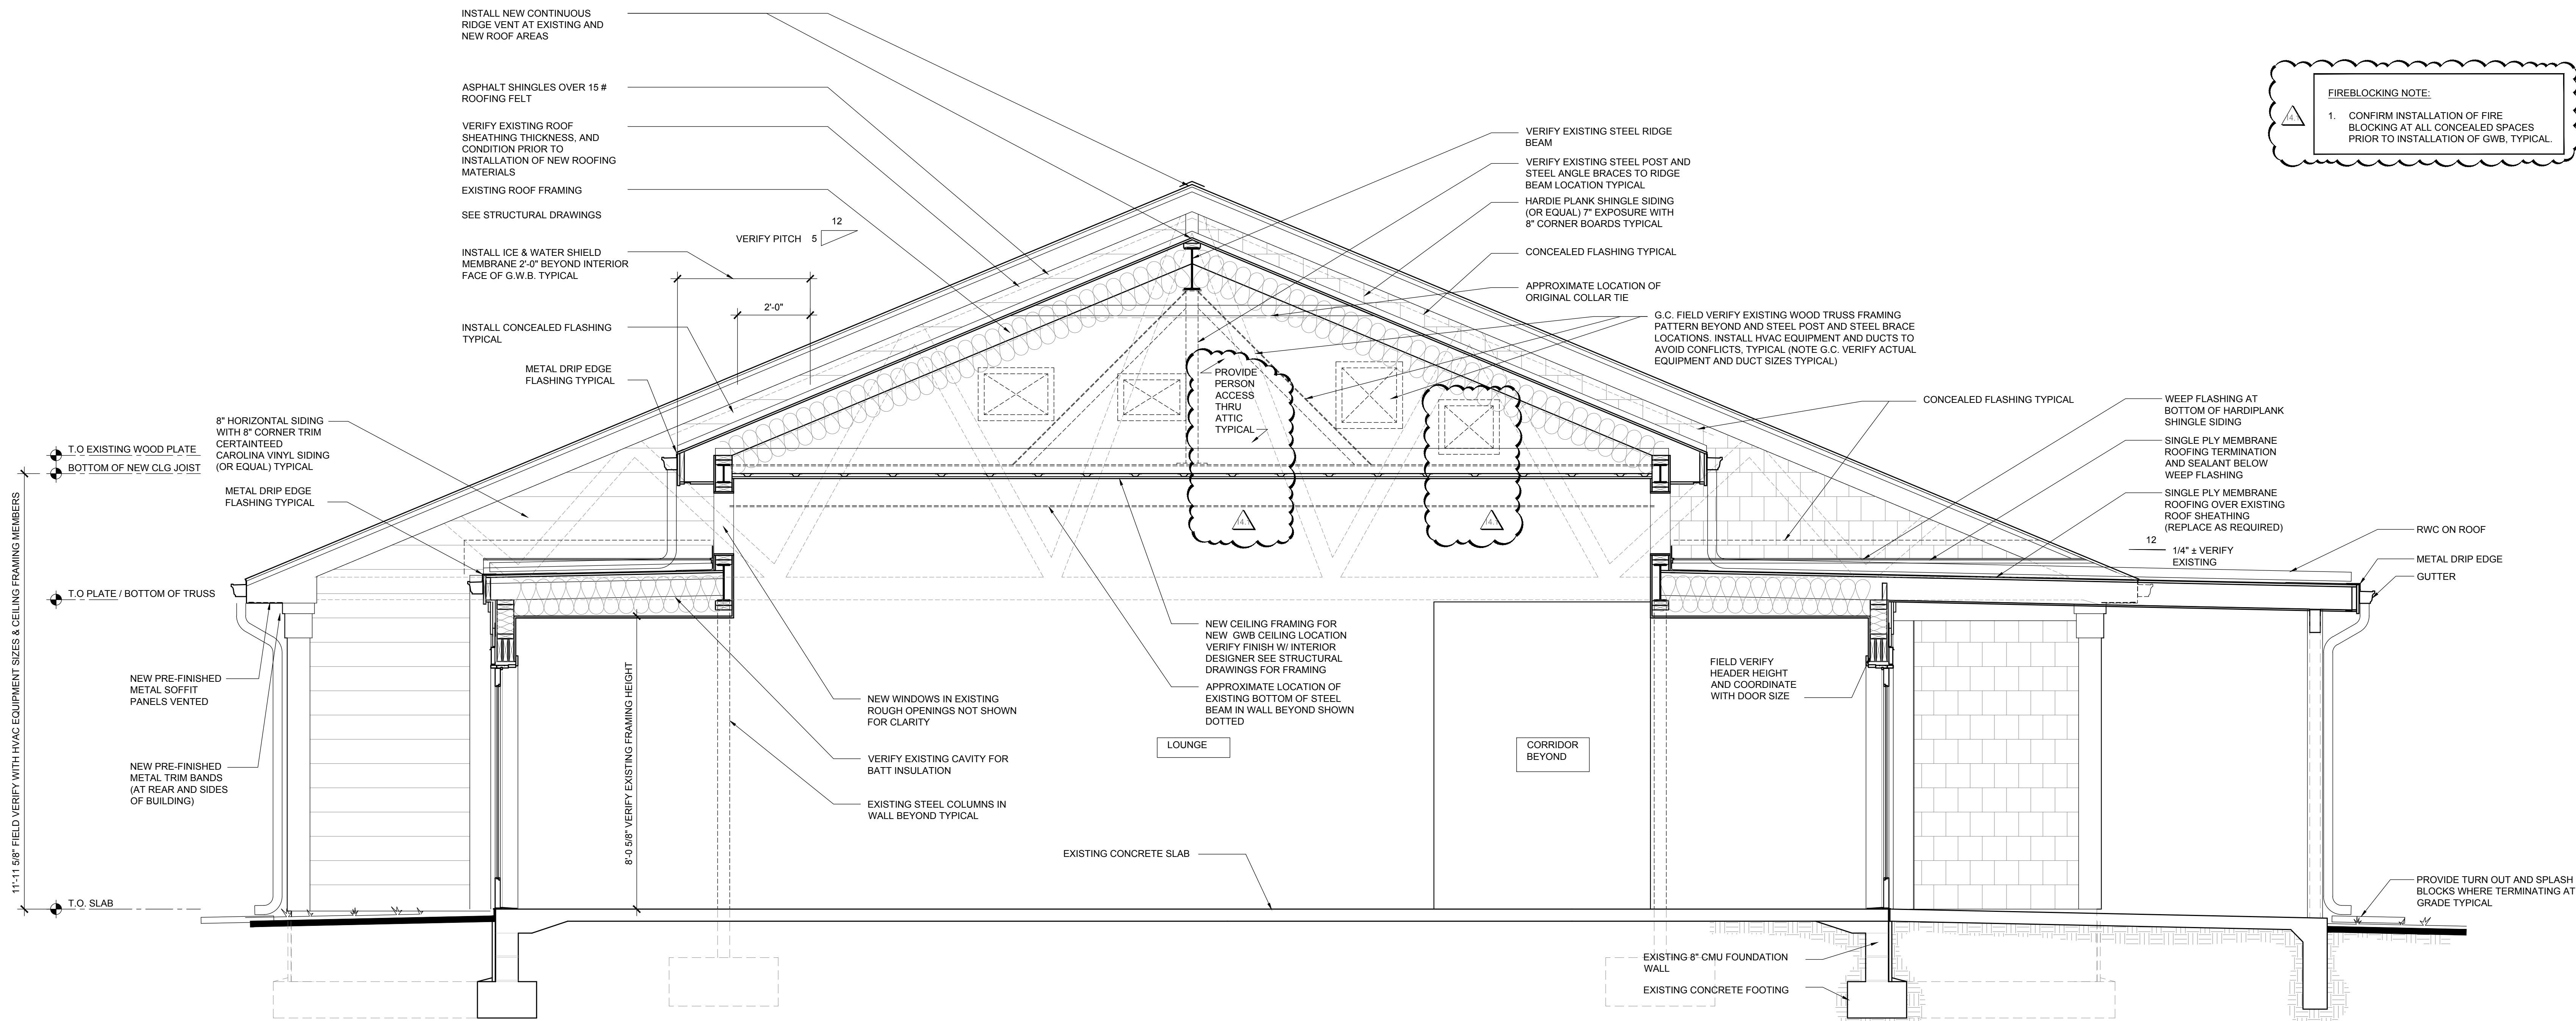 INSTALL NEW CONTINUOUS
RIDGE VENT AT EXISTING AND
NEW ROOF AREAS
ASPHALT SHINGLES OVER 15 #
ROOFING FELT
VERIFY EXISTING ROOF
SHEATHING THICKNESS, AND
CONDITION PRIOR TO
INSTALLATION OF NEW ROOFING
MATERIALS
EXISTING ROOF FRAMING
SEE STRUCTURAL DRAWINGS
INSTALL ICE & WATER SHIELD
MEMBRANE 2'-0" BEYOND INTERIOR
FACE OF G.W.B. TYPICAL
12
VERIFY PITCH 5
2'-0"
INSTALL CONCEALED FLASHING
TYPICAL
METAL DRIP EDGE
FLASHING TYPICAL
8" HORIZONTAL SIDING
WITH 8" CORNER TRIM
CERTAINTEED
CAROLINA VINYL SIDING
(OR EQUAL) TYPICAL
METAL DRIP EDGE
FLASHING TYPICAL
T.O EXISTING WOOD PLATE
BOTTOM OF NEW CLG JOIST
T.O PLATE / BOTTOM OF TRUSS
T.O. SLAB
11'-11 5/8" FIELD VERIFY WITH HVAC EQUIPMENT SIZES & CEILING FRAMING MEMBERS
NEW PRE-FINISHED
METAL SOFFIT
PANELS VENTED
NEW PRE-FINISHED
METAL TRIM BANDS
(AT REAR AND SIDES
OF BUILDING)
8'-0 5/8" VERIFY EXISTING FRAMING HEIGHT
NEW WINDOWS IN EXISTING
ROUGH OPENINGS NOT SHOWN
FOR CLARITY
VERIFY EXISTING CAVITY FOR
BATT INSULATION
EXISTING STEEL COLUMNS IN
WALL BEYOND TYPICAL
EXISTING CONCRETE SLAB
PROVIDE
PERSON
ACCESS
THRU
ATTIC
TYPICAL
NEW CEILING FRAMING FOR
NEW GWB CEILING LOCATION
VERIFY FINISH W/ INTERIOR
DESIGNER SEE STRUCTURAL
DRAWINGS FOR FRAMING
APPROXIMATE LOCATION OF
EXISTING BOTTOM OF STEEL
BEAM IN WALL BEYOND SHOWN
DOTTED
LOUNGE
CORRIDOR
BEYOND
VERIFY EXISTING STEEL RIDGE
BEAM
VERIFY EXISTING STEEL POST AND
STEEL ANGLE BRACES TO RIDGE
BEAM LOCATION TYPICAL
HARDIE PLANK SHINGLE SIDING
(OR EQUAL) 7" EXPOSURE WITH
8" CORNER BOARDS TYPICAL
CONCEALED FLASHING TYPICAL
APPROXIMATE LOCATION OF
ORIGINAL COLLAR TIE
G.C. FIELD VERIFY EXISTING WOOD TRUSS FRAMING
PATTERN BEYOND AND STEEL POST AND STEEL BRACE
LOCATIONS. INSTALL HVAC EQUIPMENT AND DUCTS TO
AVOID CONFLICTS, TYPICAL (NOTE G.C. VERIFY ACTUAL
EQUIPMENT AND DUCT SIZES TYPICAL)
CONCEALED FLASHING TYPICAL
FIELD VERIFY
HEADER HEIGHT
AND COORDINATE
WITH DOOR SIZE
EXISTING 8" CMU FOUNDATION
WALL
EXISTING CONCRETE FOOTING
WEEP FLASHING AT
BOTTOM OF HARDIPLANK
SHINGLE SIDING
SINGLE PLY MEMBRANE
ROOFING TERMINATION
AND SEALANT BELOW
WEEP FLASHING
SINGLE PLY MEMBRANE
ROOFING OVER EXISTING
ROOF SHEATHING
(REPLACE AS REQUIRED)
12
1/4" ± VERIFY
EXISTING
RWC ON ROOF
METAL DRIP EDGE
GUTTER
PROVIDE TURN OUT AND SPLASH
BLOCKS WHERE TERMINATING AT
GRADE TYPICAL
FIREBLOCKING NOTE:
1. CONFIRM INSTALLATION OF FIRE
BLOCKING AT ALL CONCEALED SPACES
PRIOR TO INSTALLATION OF GWB, TYPICAL.